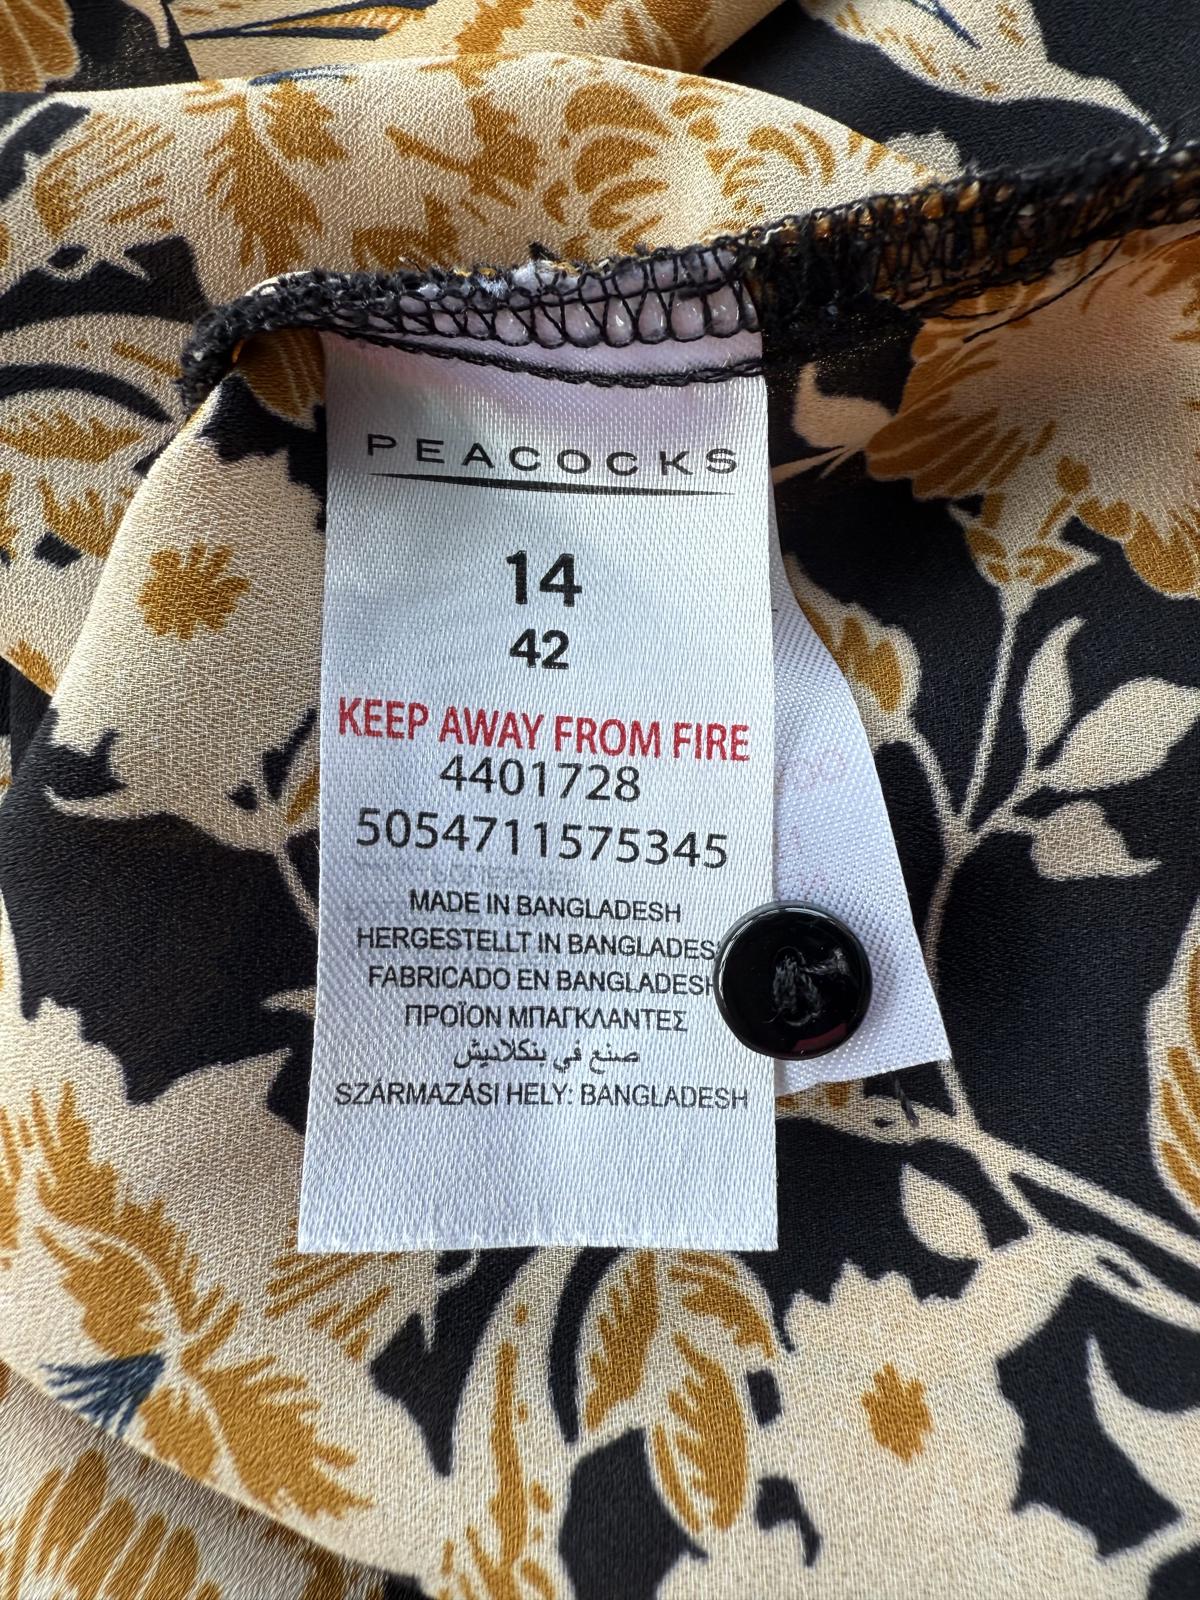 PEACOCKS
14
42
KEEP AWAY FROM FIRE
4401728
5054711575345
MADE IN BANGLADESH
HERGESTELLT IN BANGLADES
FABRICADO EN BANGLADESH
ΠΡΟΪΟΝ ΜΠΑΓΚΛΑΝΤΕΣ
صنع في بنكلاديش
SZÁRMAZÁSI HELY: BANGLADESH